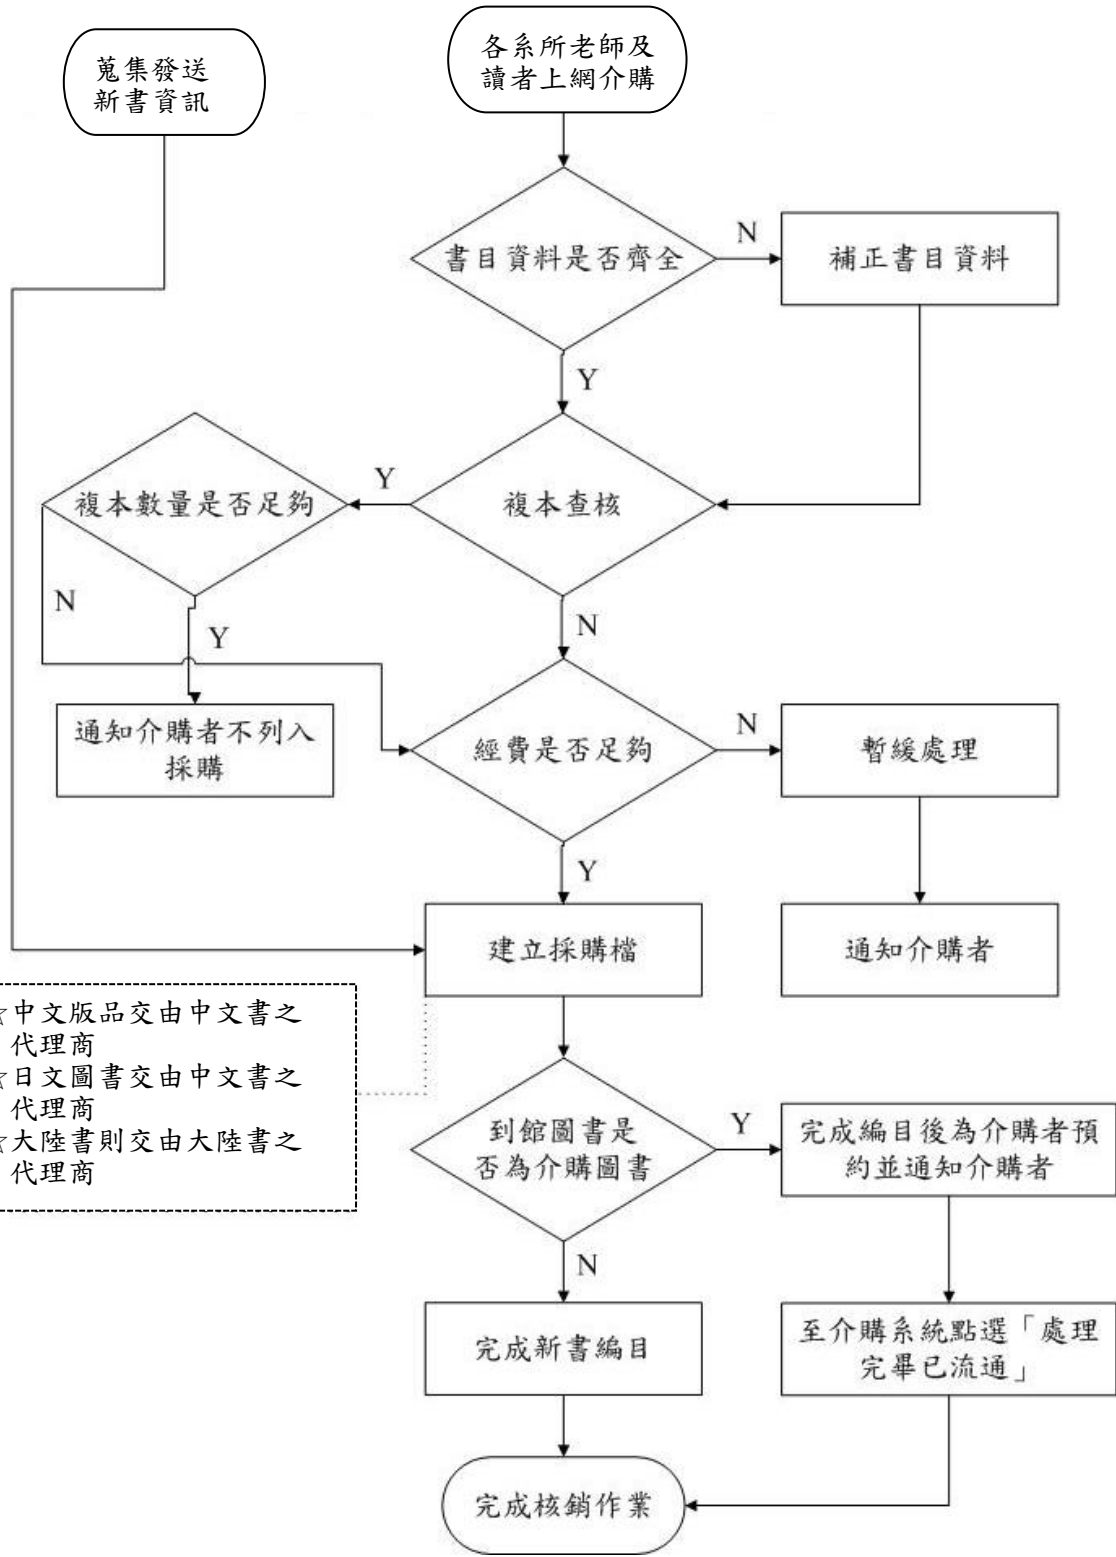 蒐集發送
新書資訊
各系所老師及
讀者上網介購
書目資料是否齊全
N
補正書目資料
Y
複本數量是否足夠
Y
複本查核
N
Y
N
通知介購者不列入
採購
經費是否足夠
N
暫緩處理
Y
建立採購檔
通知介購者
☆中文版品交由中文書之
代理商
☆日文圖書交由中文書之
代理商
☆大陸書則交由大陸書之
代理商
到館圖書是
否為介購圖書
Y
完成編目後為介購者預
約並通知介購者
N
完成新書編目
至介購系統點選「處理
完畢已流通」
完成核銷作業